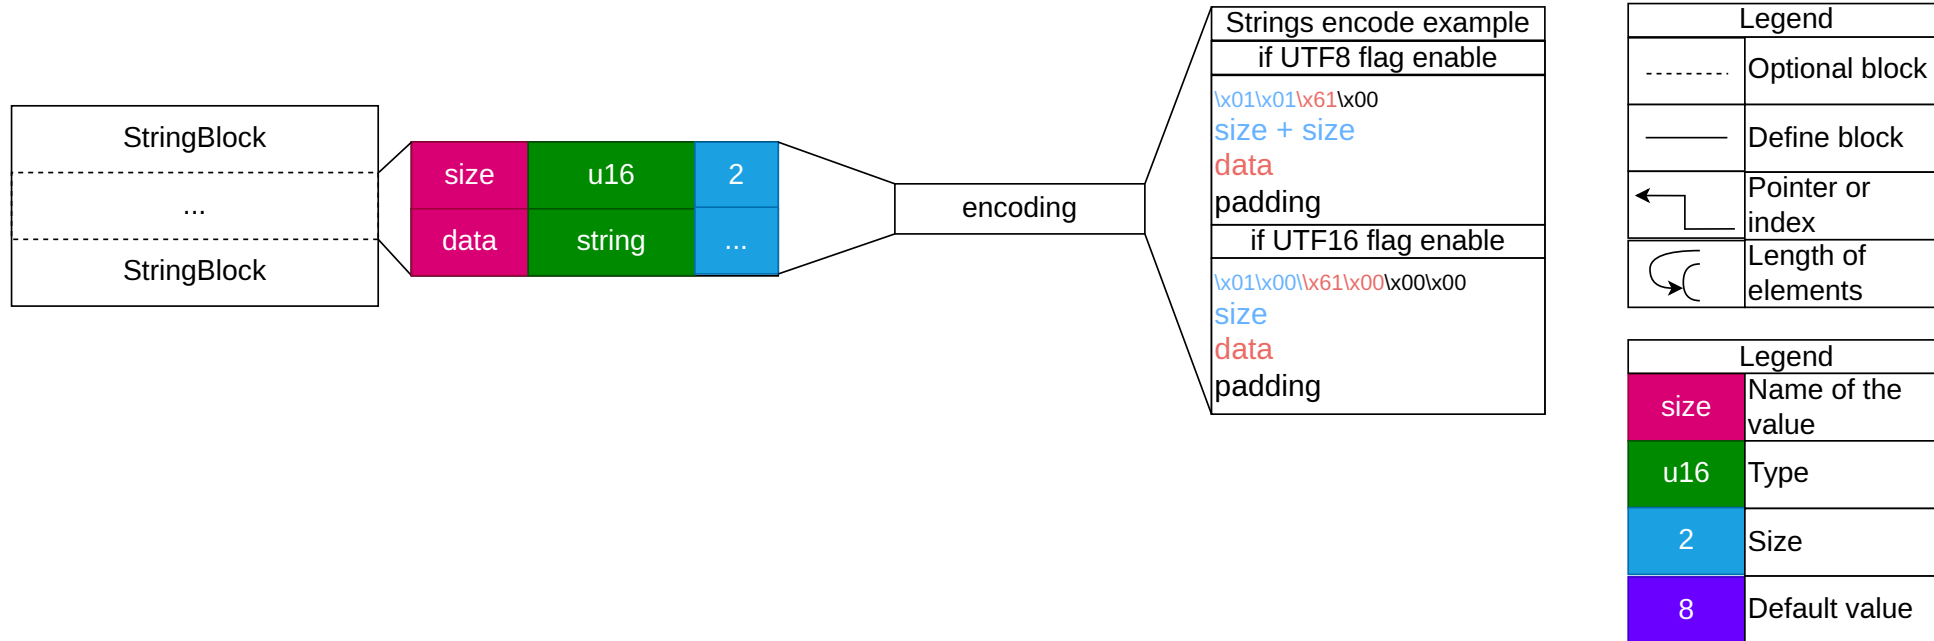 StringBlock
...
StringBlock
size u16 2
data string ...
encoding
Strings encode example
if UTF8 flag enable
\x01\x01\x61\x00
size + size
data
padding
if UTF16 flag enable
\x01\x00\\x61\x00\x00\x00
size
data
padding
Legend
Optional block
Define block
Pointer or
index
Length of
elements
Legend
size Name of the
value
u16 Type
2 Size
8 Default value